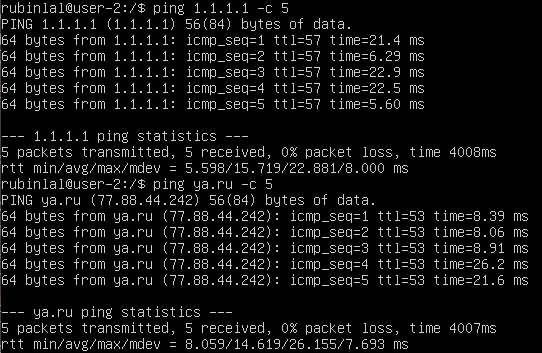 rubinlal@user-2:/$ ping 1.1.1.1 -c 5
PING 1.1.1.1 (1.1.1.1) 56(84) bytes of data.
64 bytes from 1.1.1.1: icmp_seq=1 ttl=57 time=21.4 ms
64 bytes from 1.1.1.1: icmp_seq=2 ttl=57 time=6.29 ms
64 bytes from 1.1.1.1: icmp_seq=3 ttl=57 time=22.9 ms
64 bytes from 1.1.1.1: icmp_seq=4 ttl=57 time=22.5 ms
64 bytes from 1.1.1.1: icmp_seq=5 ttl=57 time=5.60 ms

--- 1.1.1.1 ping statistics ---
5 packets transmitted, 5 received, 0% packet loss, time 4008ms
rtt min/avg/max/mdev = 5.598/15.719/22.881/8.000 ms
rubinlal@user-2:/$ ping ya.ru -c 5
PING ya.ru (77.88.44.242) 56(84) bytes of data.
64 bytes from ya.ru (77.88.44.242): icmp_seq=1 ttl=53 time=8.39 ms
64 bytes from ya.ru (77.88.44.242): icmp_seq=2 ttl=53 time=8.06 ms
64 bytes from ya.ru (77.88.44.242): icmp_seq=3 ttl=53 time=8.91 ms
64 bytes from ya.ru (77.88.44.242): icmp_seq=4 ttl=53 time=26.2 ms
64 bytes from ya.ru (77.88.44.242): icmp_seq=5 ttl=53 time=21.6 ms

--- ya.ru ping statistics ---
5 packets transmitted, 5 received, 0% packet loss, time 4007ms
rtt min/avg/max/mdev = 8.059/14.619/26.155/7.693 ms